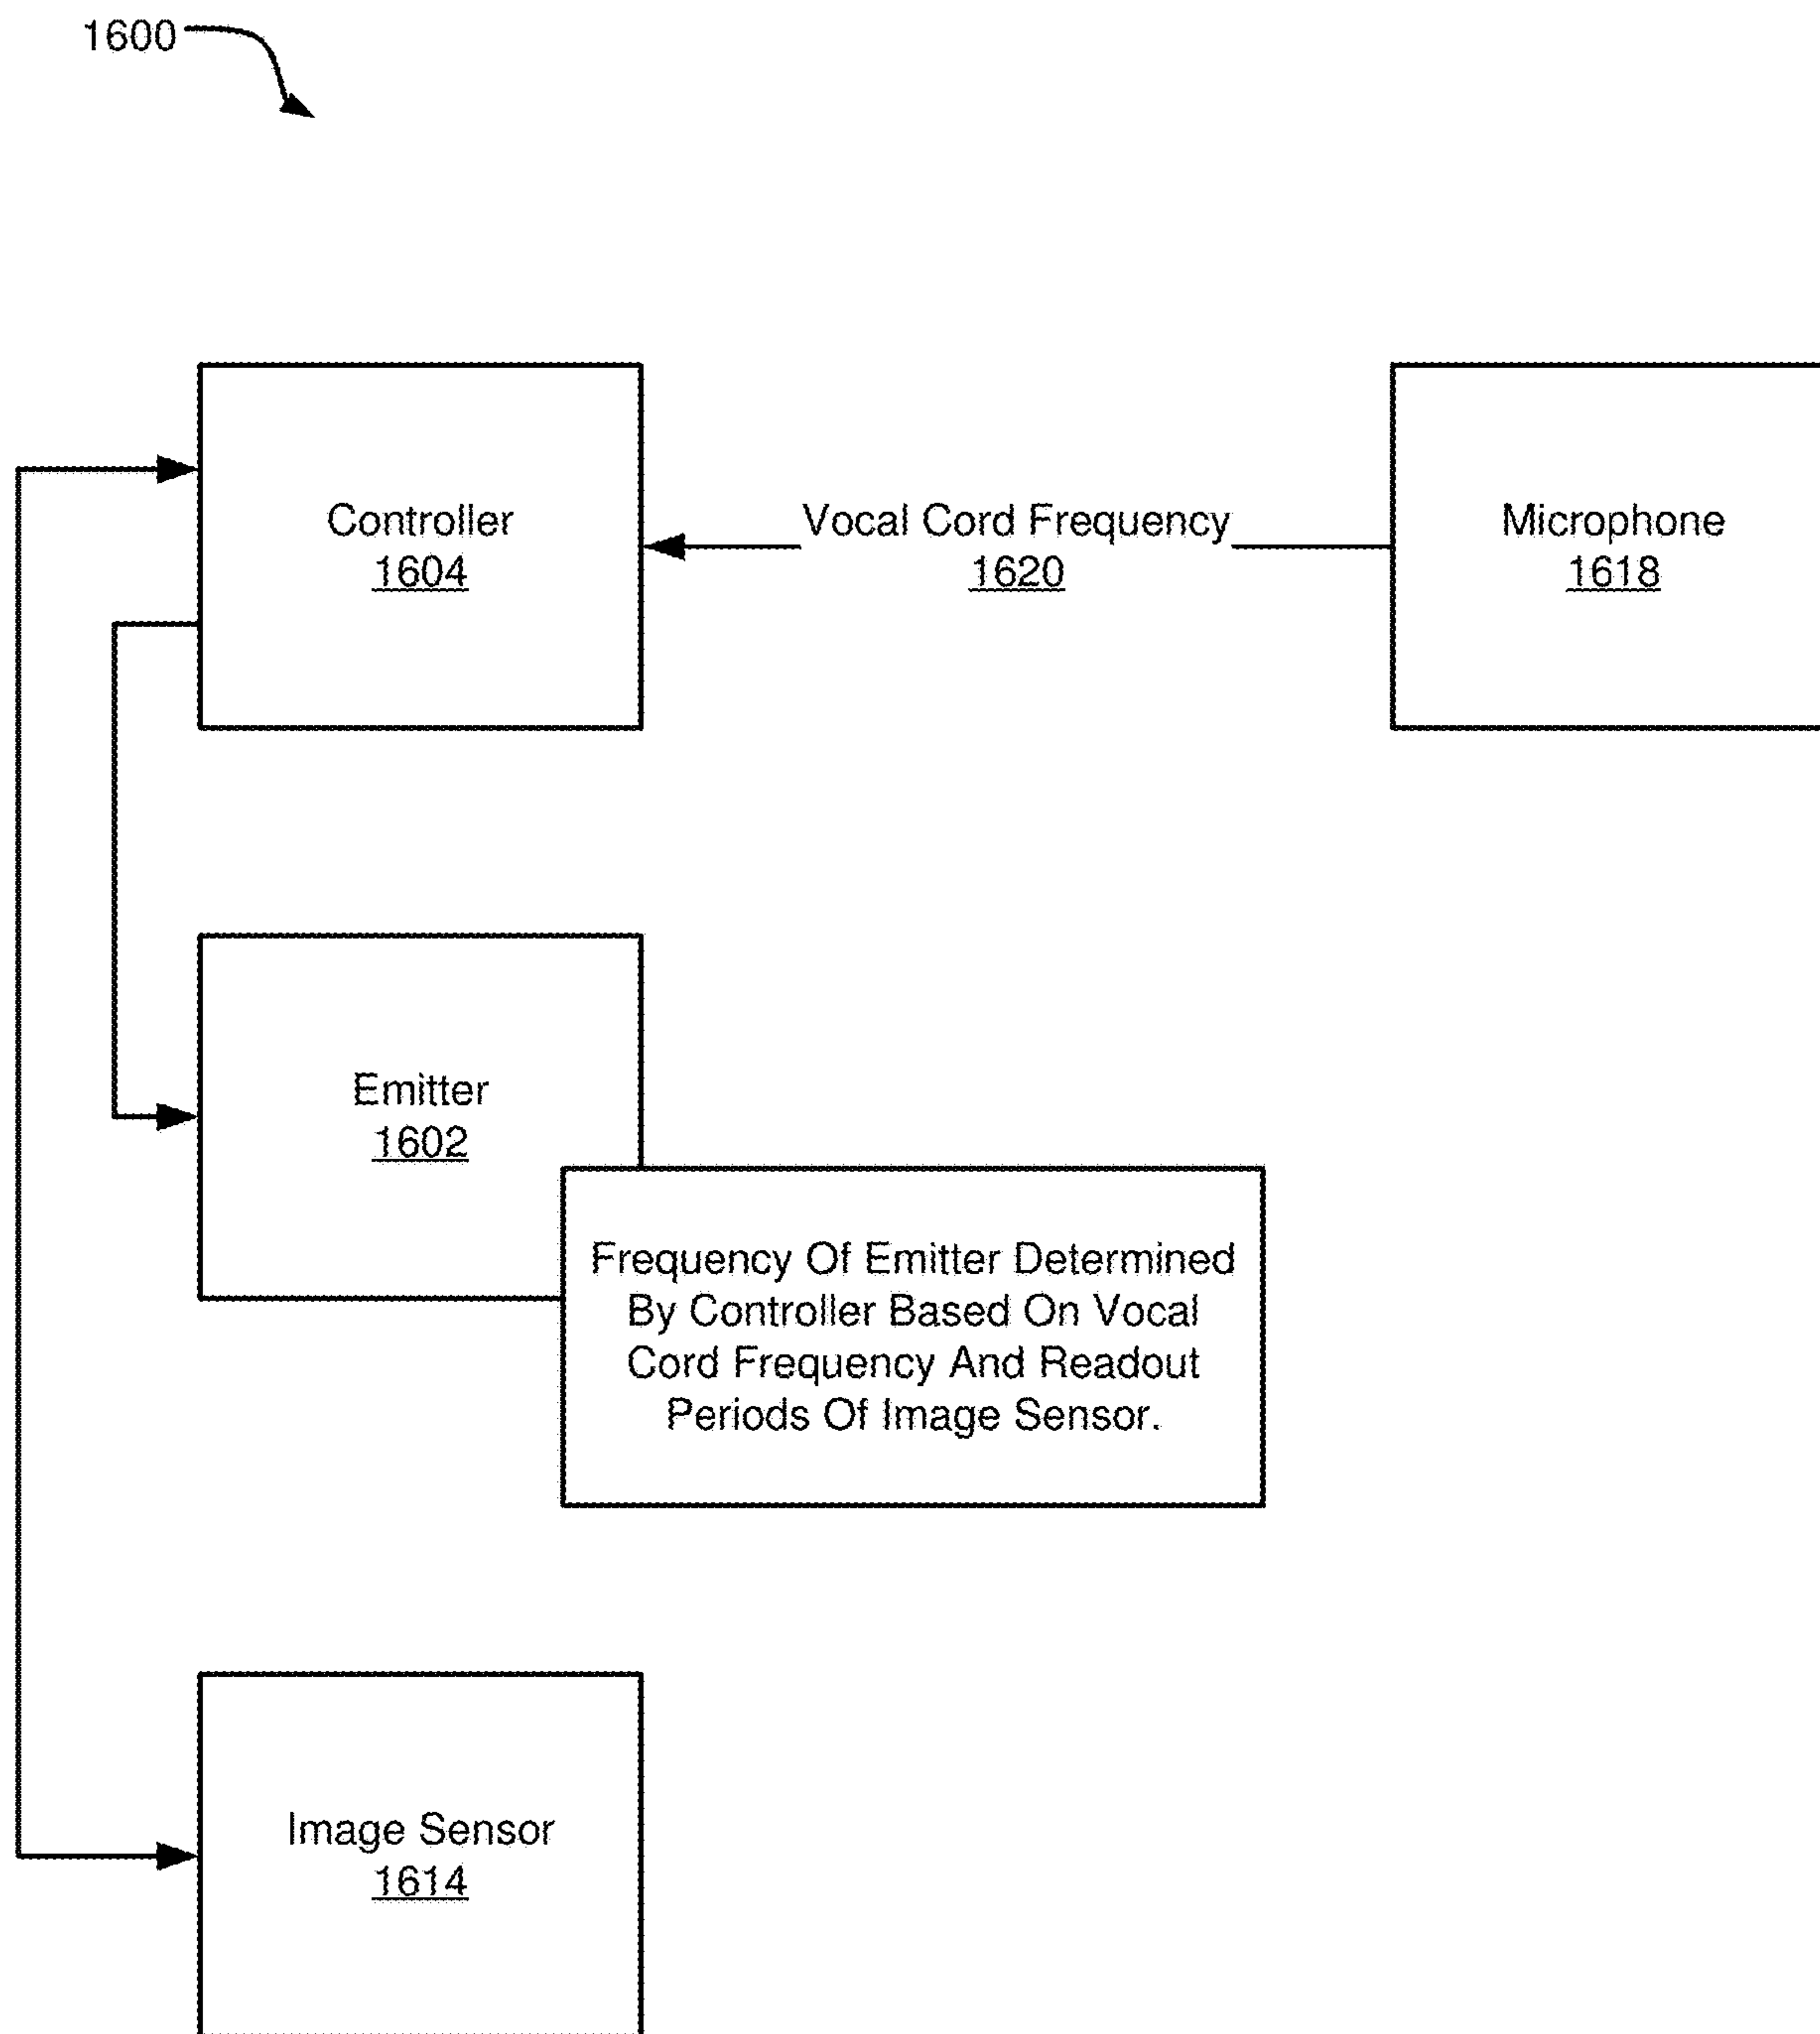 1600
Controller
1604
Vocal Cord Frequency
1620
Microphone
1618
Emitter
1602
Frequency Of Emitter Determined
By Controller Based On Vocal
Cord Frequency And Readout
Periods Of Image Sensor.
Image Sensor
1614